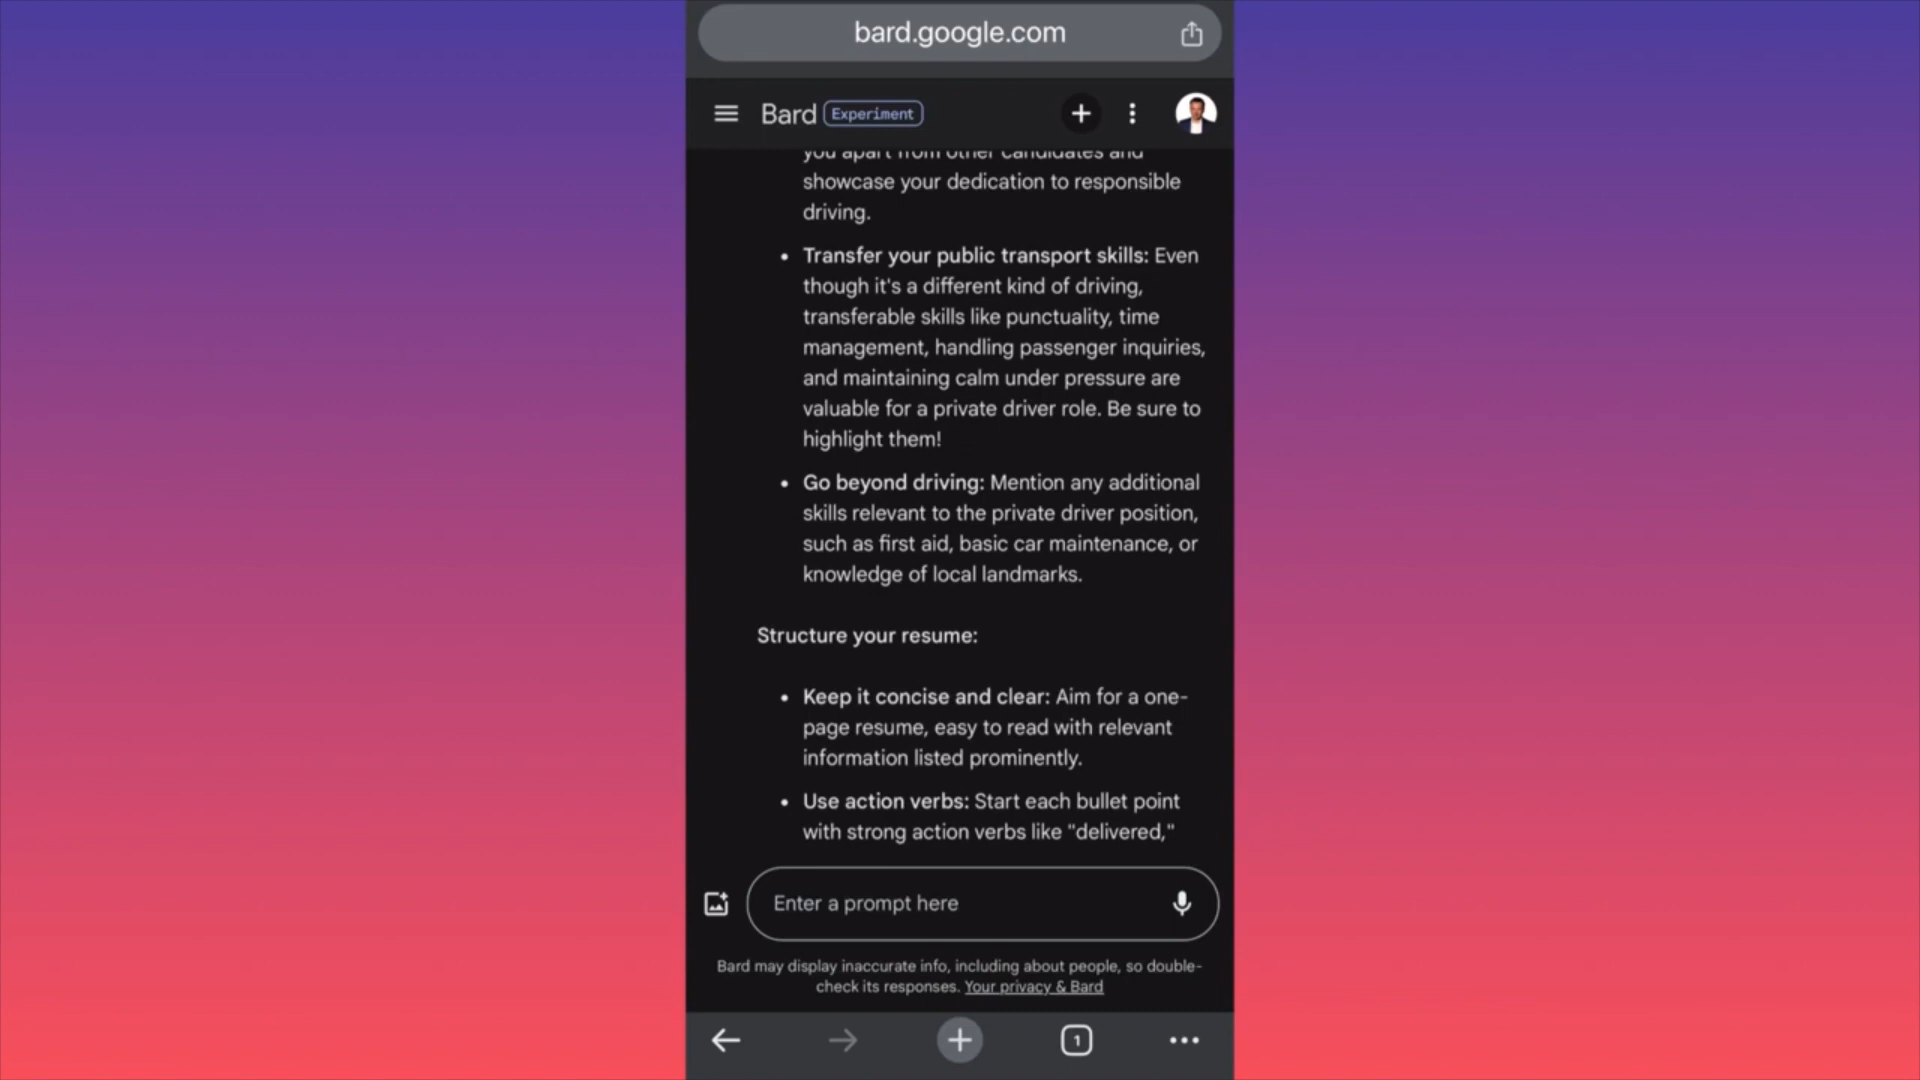 bard.google.com
Bard Experiment
you apart from other candidates and
showcase your dedication to responsible
driving.
• Transfer your public transport skills: Even
though it's a different kind of driving,
transferable skills like punctuality, time
management, handling passenger inquiries,
and maintaining calm under pressure are
valuable for a private driver role. Be sure to
highlight them!
• Go beyond driving: Mention any additional
skills relevant to the private driver position,
such as first aid, basic car maintenance, or
knowledge of local landmarks.
Structure your resume:
• Keep it concise and clear: Aim for a one-
page resume, easy to read with relevant
information listed prominently.
• Use action verbs: Start each bullet point
with strong action verbs like "delivered,"
Enter a prompt here
Bard may display inaccurate info, including about people, so double-
check its responses. Your privacy & Bard
1